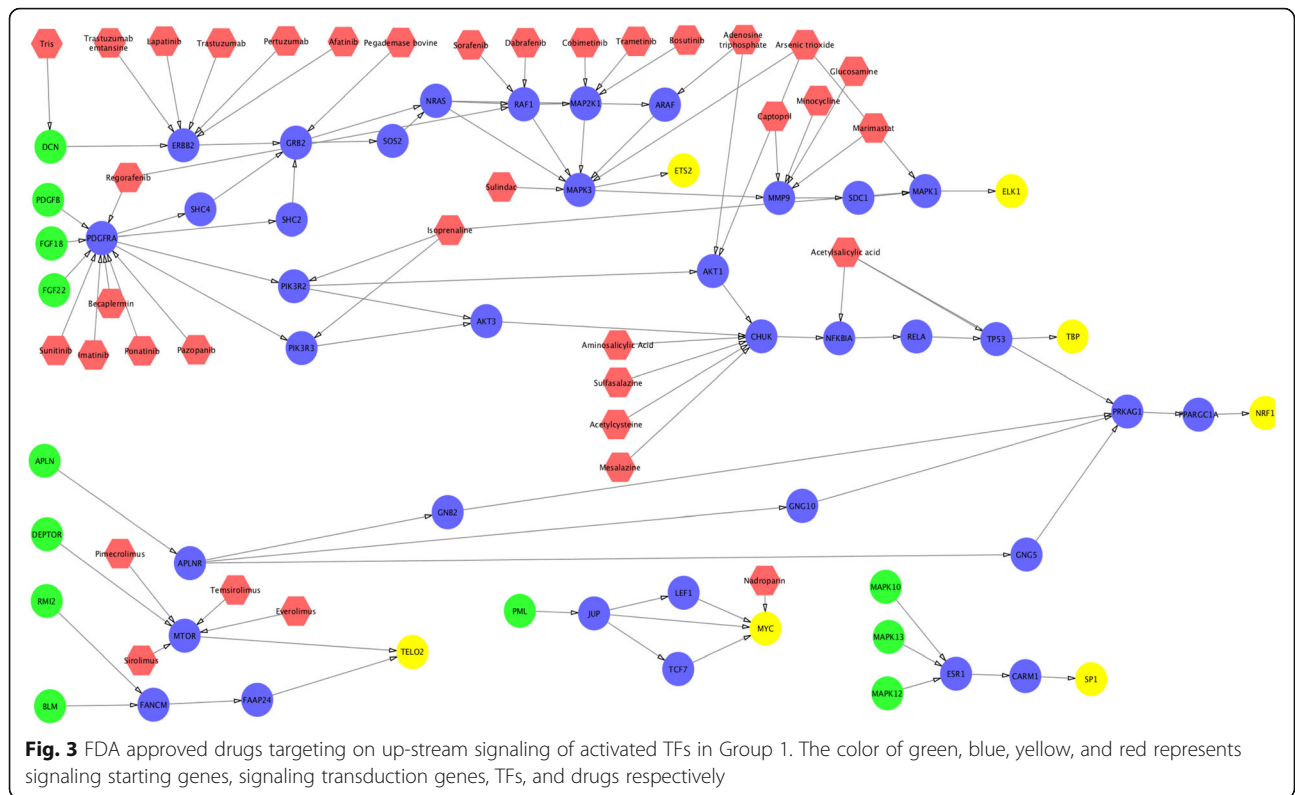 Tris
Trastuzumab
emtansine
Lapatinib
Trastuzumab
Pertuzumab
Afatinib
Pegademase bovine
Sorafenib
Dabrafenib
Cobimetinib
Trametinib
Bosutinib
Adenosine
triphosphate
Arsenic trioxide
Glucosamine
Minocycline
Captopril
Marimastat
NRAS
RAF1
MAP2K1
ARAF
DCN
ERBB2
GRB2
SOS2
Regorafenib
Sulindac
MAPK3
ETS2
MMP9
SDC1
MAPK1
ELK1
PDGFB
SHC4
SHC2
PDGFRA
FGF18
Isoprenaline
Acetylsalicylic acid
FGF22
PIK3R2
AKT1
Becaplermin
AKT3
PIK3R3
Sunitinib
Imatinib
Ponatinib
Pazopanib
CHUK
NFKBIA
RELA
TP53
TBP
Aminosalicylic Acid
Sulfasalazine
Acetylcysteine
Mesalazine
PRKAG1
PPARGC1A
NRF1
APLN
GNB2
GNG10
DEPTOR
Pimecrolimus
APLNR
GNG5
RMI2
Temsirolimus
Everolimus
Nadroparin
MAPK10
LEF1
PML
JUP
MYC
MTOR
MAPK13
TELO2
Sirolimus
TCF7
ESR1
CARM1
SP1
MAPK12
BLM
FANCM
FAAP24
Fig. 3 FDA approved drugs targeting on up-stream signaling of activated TFs in Group 1. The color of green, blue, yellow, and red represents
signaling starting genes, signaling transduction genes, TFs, and drugs respectively